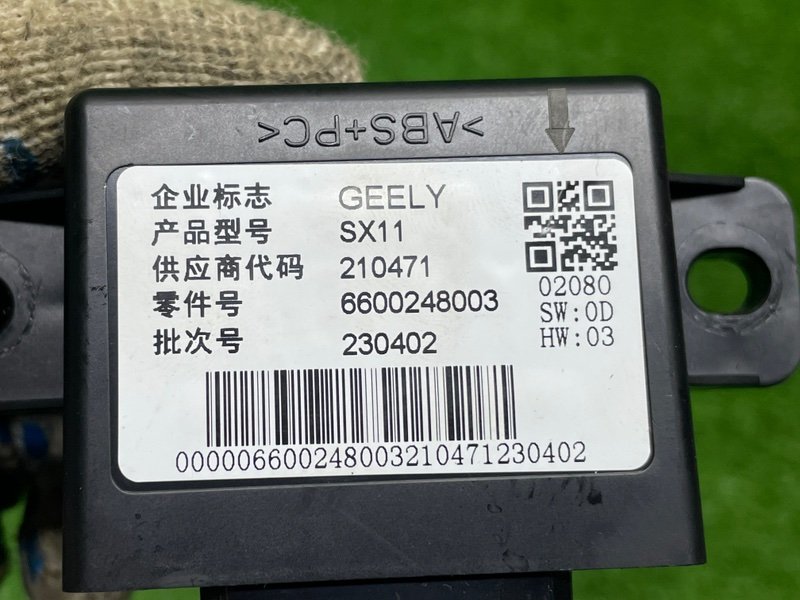 >ABS+PC<
企业标志 GEELY
产品型号 SX11
供应商代码 210471
零件号 6600248003
批次号 230402
02080
SW:0D
HW:03
000006600248003210471230402